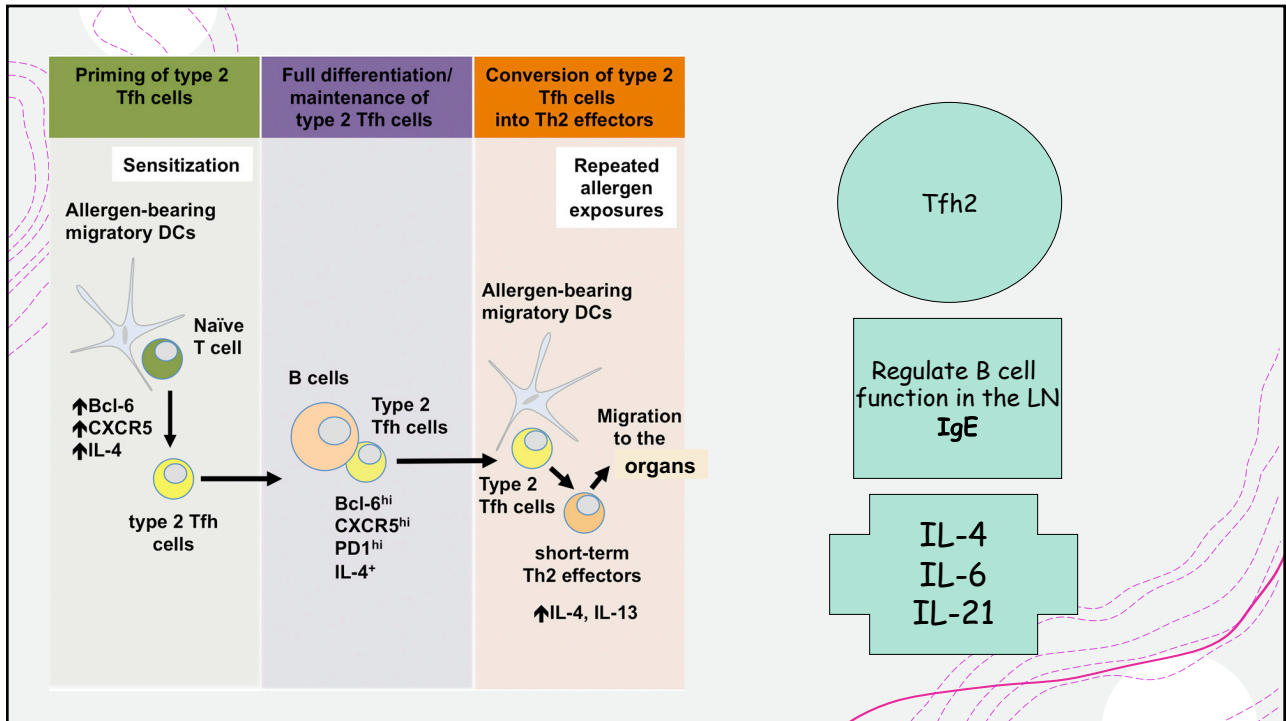 Priming of type 2
Tfh cells
Full differentiation/
maintenance of
type 2 Tfh cells
Conversion of type 2
Tfh cells
into Th2 effectors
Sensitization
Allergen-bearing
migratory DCs
Naïve
T cell
↑Bcl-6
↑CXCR5
↑IL-4
type 2 Tfh
cells
B cells
Type 2
Tfh cells
Bcl-6ʰⁱ
CXCR5ʰⁱ
PD1ʰⁱ
IL-4⁺
Repeated
allergen
exposures
Allergen-bearing
migratory DCs
Migration
to the
organs
Type 2
Tfh cells
short-term
Th2 effectors
↑IL-4, IL-13
Tfh2
Regulate B cell
function in the LN
IgE
IL-4
IL-6
IL-21